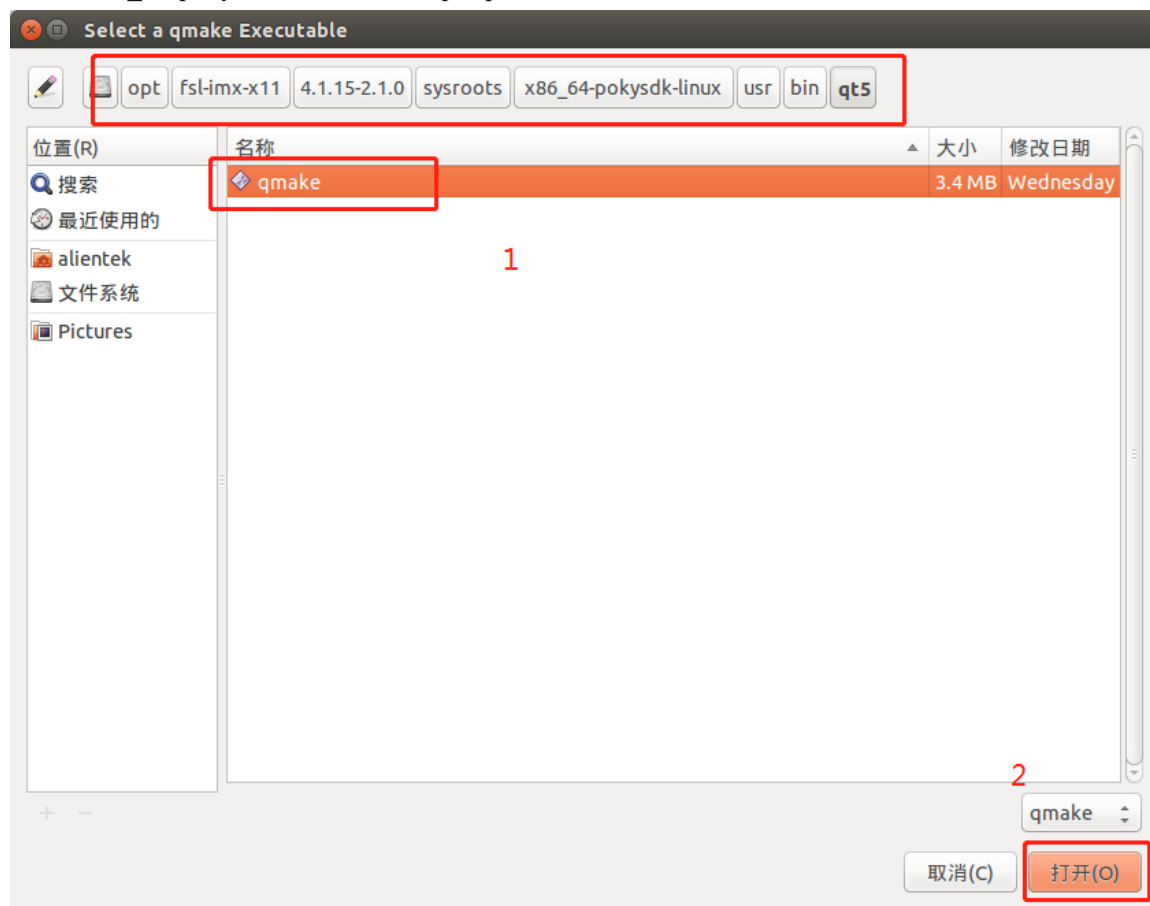 Select a qmake Executable
opt fsl-imx-x11 4.1.15-2.1.0 sysroots x86_64-pokysdk-linux usr bin qt5
位置(R) 名称 大小 修改日期
搜索 qmake 3.4 MB Wednesday
最近使用的
alientek 1
文件系统
Pictures
2
qmake
取消(C) 打开(O)